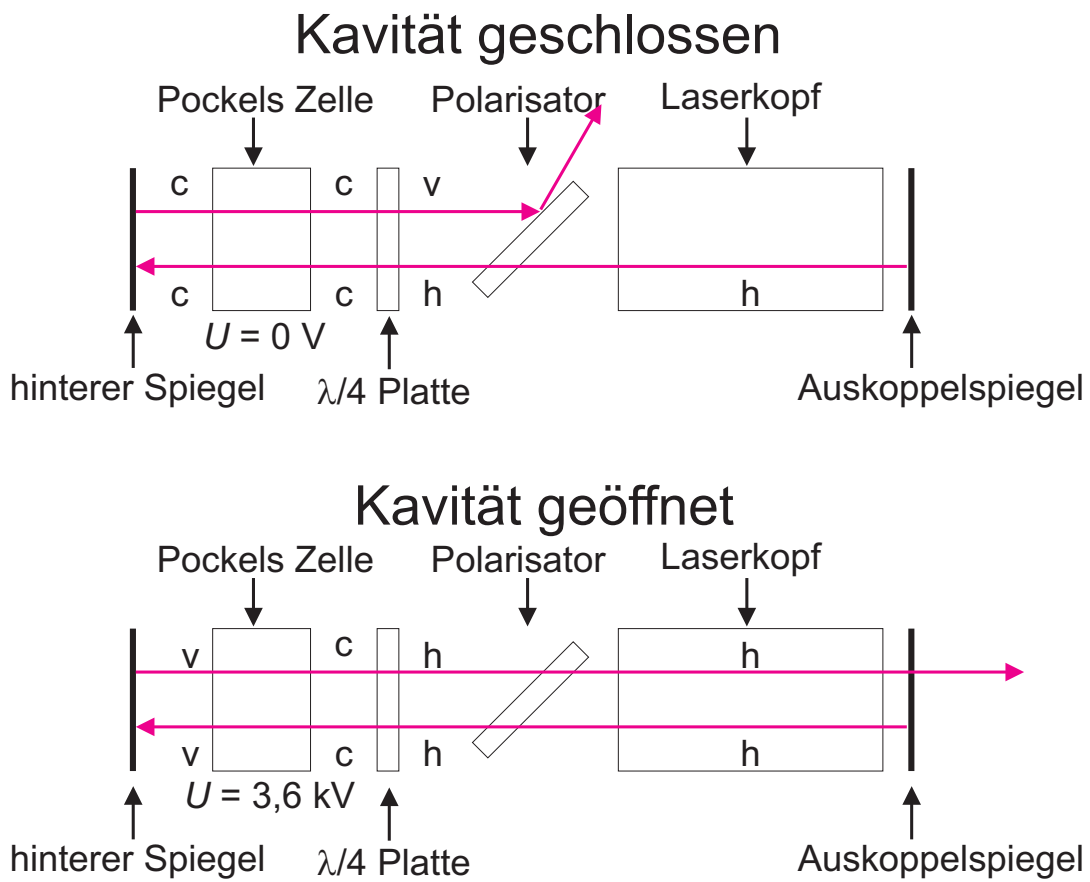 Kavität geschlossen
Pockels Zelle Polarisator Laserkopf
c c v
c c h h
U = 0 V
hinterer Spiegel λ/4 Platte Auskoppelspiegel
Kavität geöffnet
Pockels Zelle Polarisator Laserkopf
v c h h
v c h h
U = 3,6 kV
hinterer Spiegel λ/4 Platte Auskoppelspiegel